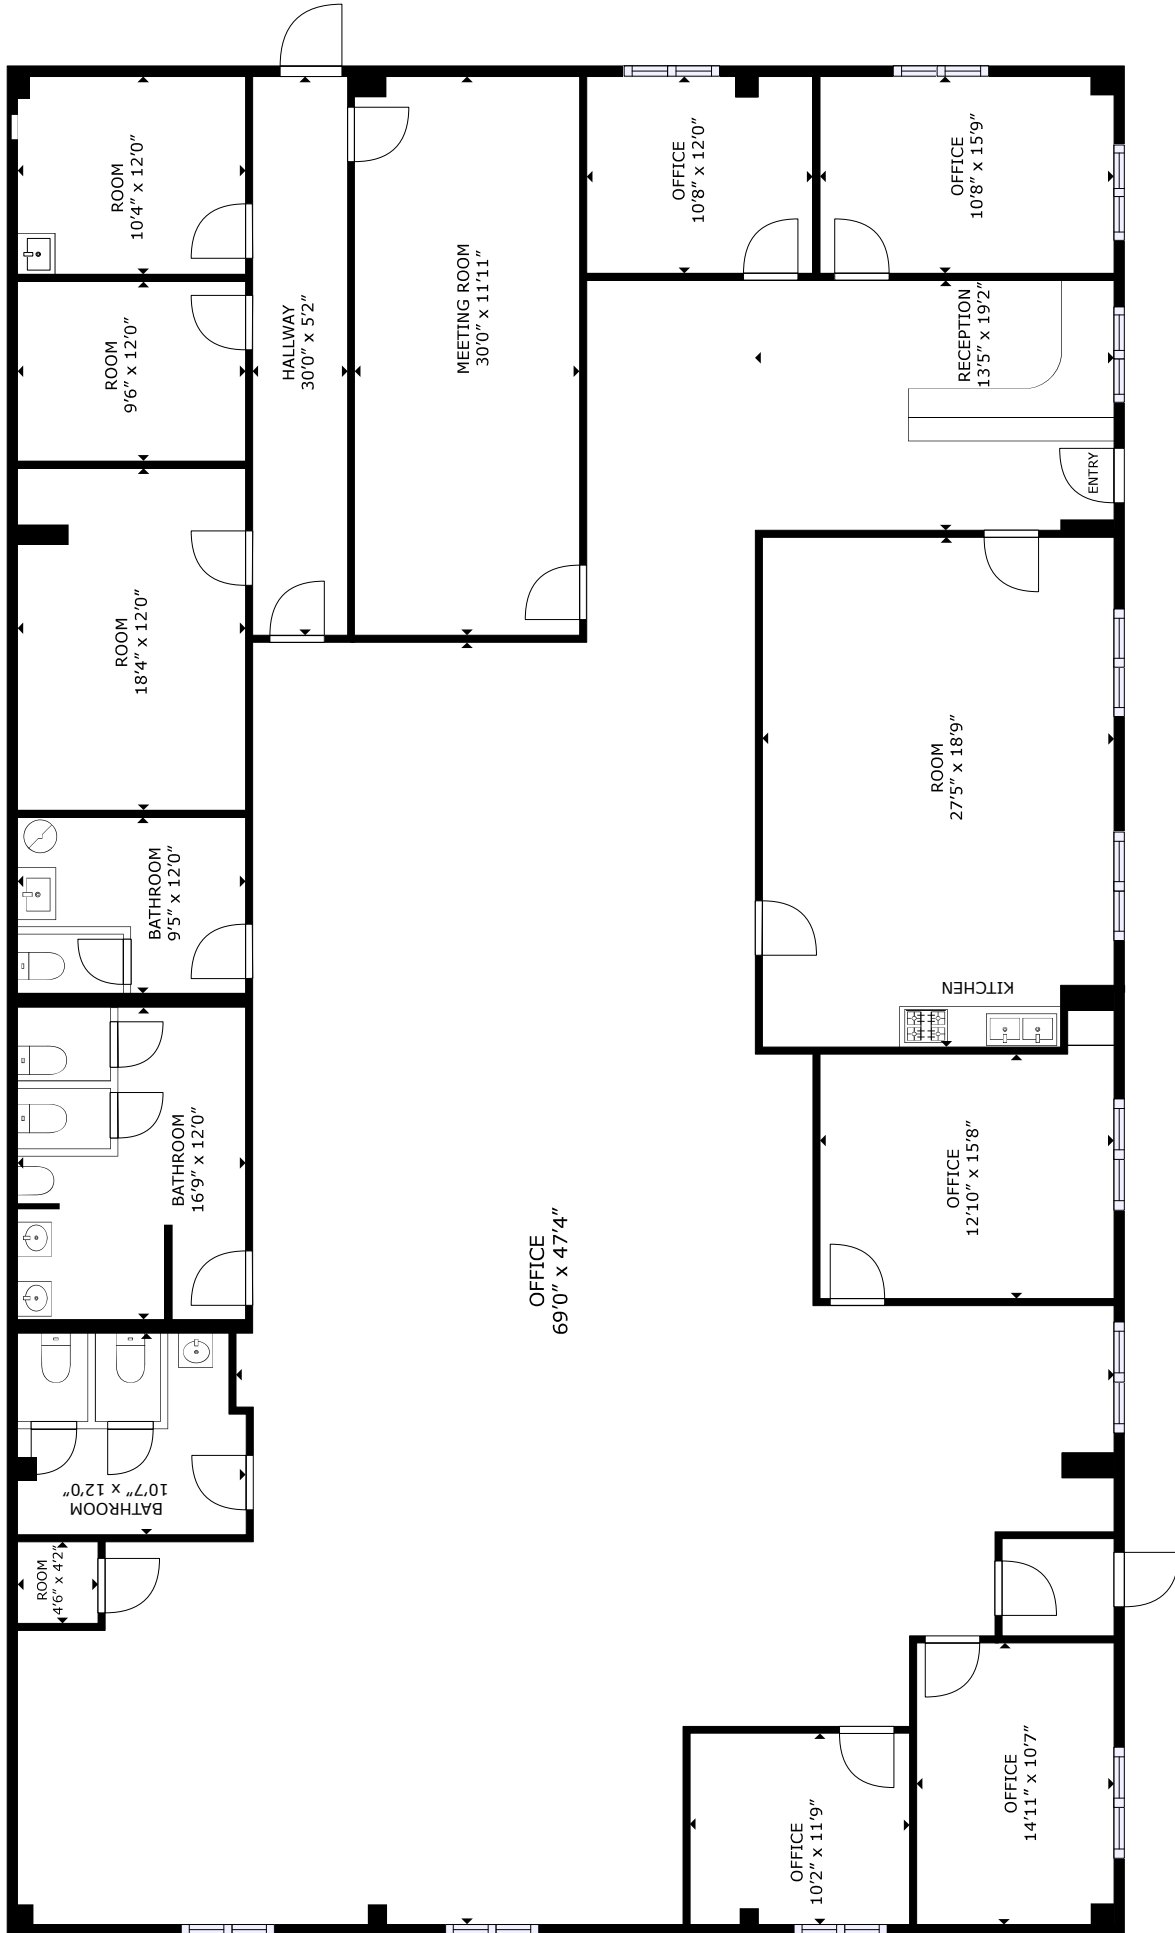 ROOM
10'4" x 12'0"
ROOM
9'6" x 12'0"
ROOM
18'4" x 12'0"
BATHROOM
9'5" x 12'0"
BATHROOM
16'9" x 12'0"
BATHROOM
10'7" x 12'0"
ROOM
4'6" x 4'2"
HALLWAY
30'0" x 5'2"
MEETING ROOM
30'0" x 11'11"
OFFICE
10'8" x 12'0"
OFFICE
10'8" x 15'9"
RECEPTION
13'5" x 19'2"
ENTRY
ROOM
27'5" x 18'9"
KITCHEN
OFFICE
12'10" x 15'8"
OFFICE
69'0" x 47'4"
OFFICE
10'2" x 11'9"
OFFICE
14'11" x 10'7"